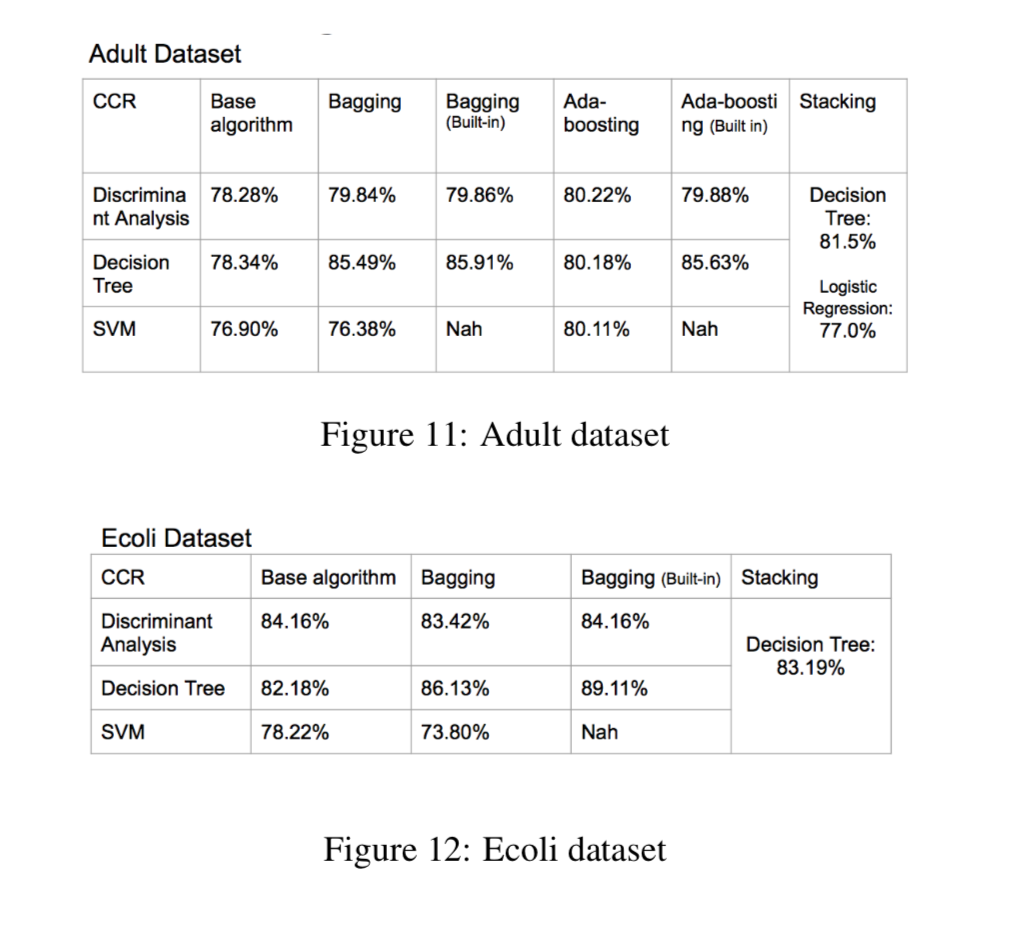 Adult Dataset
CCR
Base
algorithm
Bagging
Bagging
(Built-in)
Ada-
boosting
Ada-boosti
ng (Built in)
Stacking
Discrimina
nt Analysis
78.28%
79.84%
79.86%
80.22%
79.88%
Decision
Tree:
81.5%
Logistic
Regression:
77.0%
Decision
Tree
78.34%
85.49%
85.91%
80.18%
85.63%
SVM
76.90%
76.38%
Nah
80.11%
Nah
Figure 11: Adult dataset
Ecoli Dataset
CCR
Base algorithm
Bagging
Bagging (Built-in)
Stacking
Discriminant
Analysis
84.16%
83.42%
84.16%
Decision Tree:
83.19%
Decision Tree
82.18%
86.13%
89.11%
SVM
78.22%
73.80%
Nah
Figure 12: Ecoli dataset